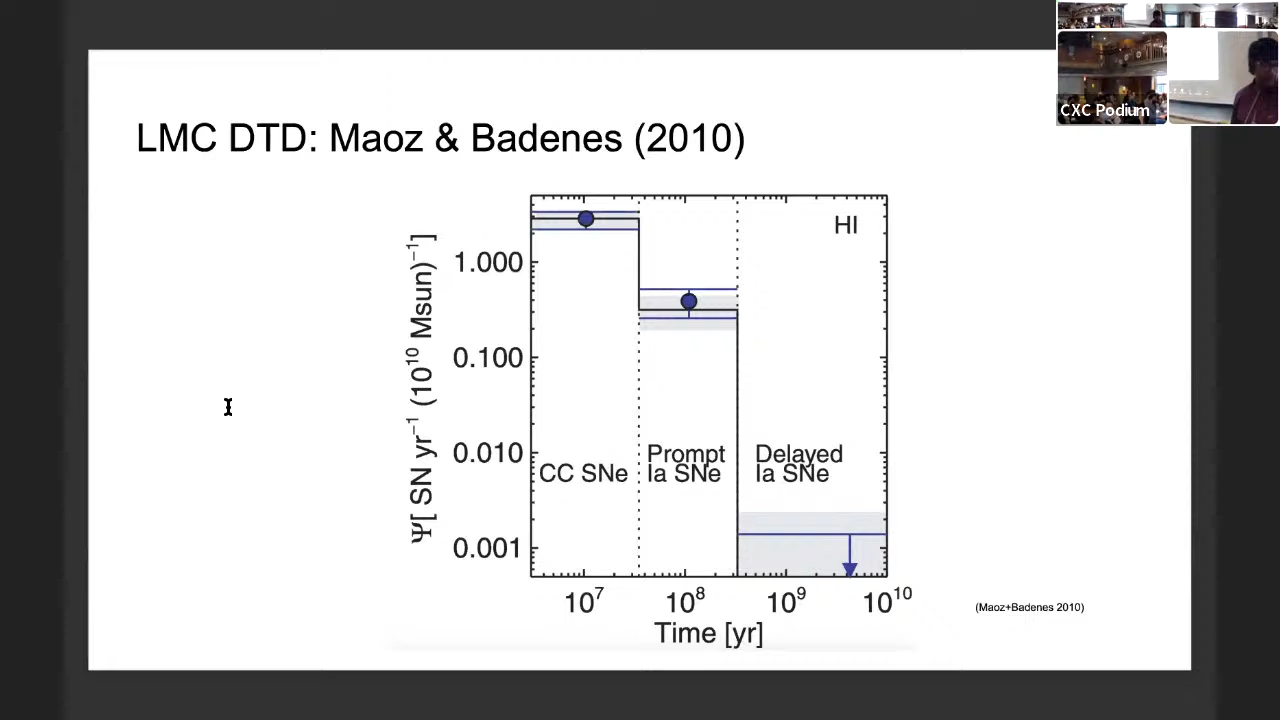 CXC Podium
LMC DTD: Maoz & Badenes (2010)
HI
Ψ[ SN yr⁻¹ (10¹⁰ Msun)⁻¹]
1.000
0.100
0.010
0.001
CC SNe
Prompt
Ia SNe
Delayed
Ia SNe
10⁷
10⁸
10⁹
10¹⁰
Time [yr]
(Maoz+Badenes 2010)